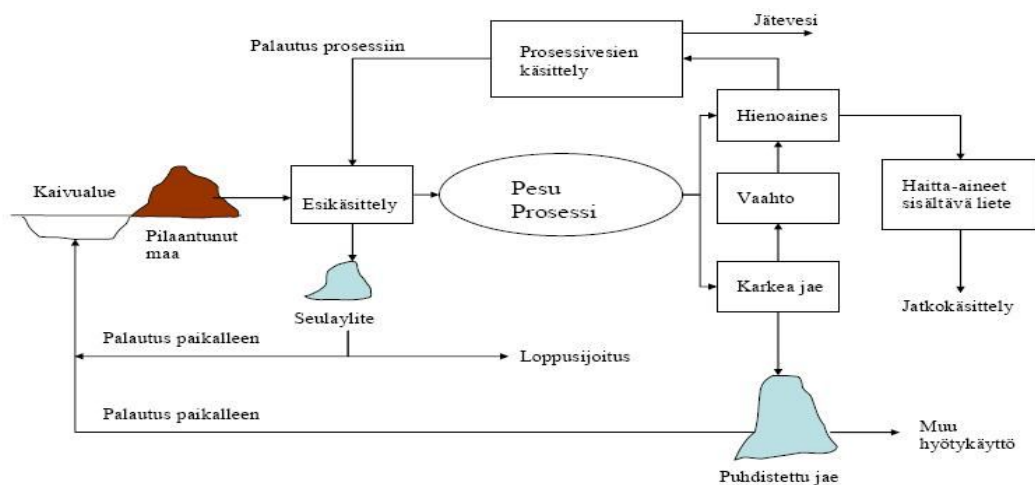 Jätevesi
Palautus prosessiin
Prosessivesien
käsittely
Hienoaines
Kaivualue
Esikäsittely
Pesu
Prosessi
Vaahto
Haitta-aineet
sisältävä liete
Pilaantunut
maa
Karkea jae
Seulaylite
Jatkokäsittely
Palautus paikalleen
Loppusijoitus
Palautus paikalleen
Muu
hyötykäyttö
Puhdistettu jae